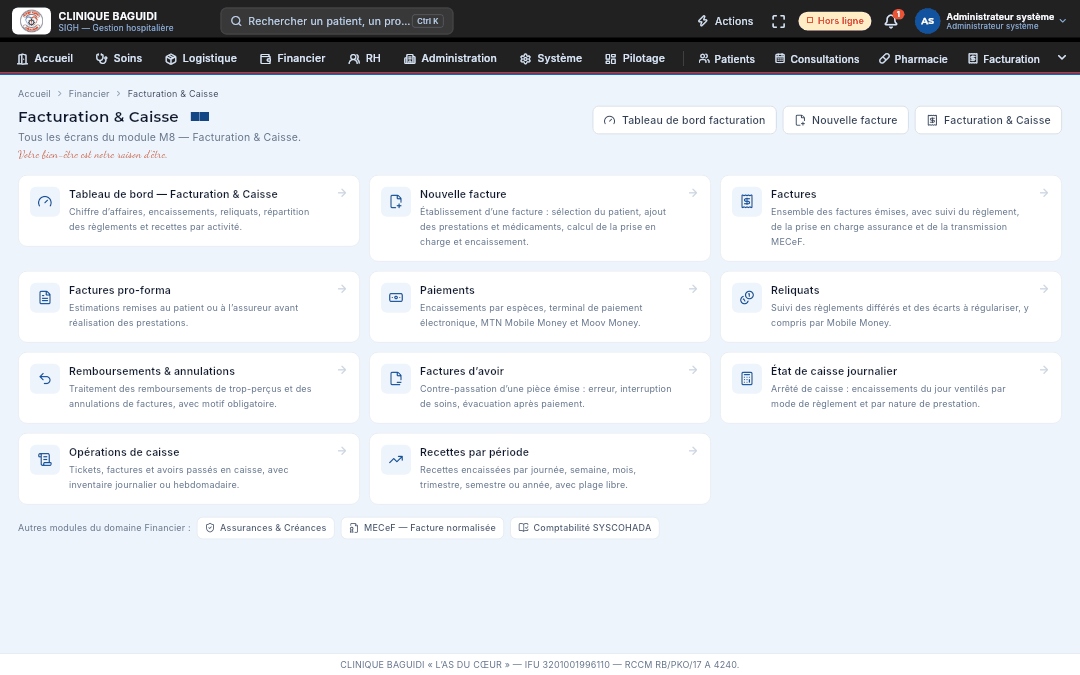 CLINIQUE BAGUIDI
SIGH — Gestion hospitalière
Rechercher un patient, un pro... Ctrl K
Actions
Hors ligne
1
AS
Administrateur système
Administrateur système
Accueil Soins Logistique Financier RH Administration Système Pilotage Patients Consultations Pharmacie Facturation
Accueil > Financier > Facturation & Caisse
Facturation & Caisse
Tous les écrans du module M8 — Facturation & Caisse.
Votre bien-être est notre raison d'être.
Tableau de bord facturation
Nouvelle facture
Facturation & Caisse
Tableau de bord — Facturation & Caisse
Chiffre d'affaires, encaissements, reliquats, répartition
des règlements et recettes par activité.
Nouvelle facture
Établissement d'une facture : sélection du patient, ajout
des prestations et médicaments, calcul de la prise en
charge et encaissement.
Factures
Ensemble des factures émises, avec suivi du règlement,
de la prise en charge assurance et de la transmission
MECeF.
Factures pro-forma
Estimations remises au patient ou à l'assureur avant
réalisation des prestations.
Paiements
Encaissements par espèces, terminal de paiement
électronique, MTN Mobile Money et Moov Money.
Reliquats
Suivi des règlements différés et des écarts à régulariser, y
compris par Mobile Money.
Remboursements & annulations
Traitement des remboursements de trop-perçus et des
annulations de factures, avec motif obligatoire.
Factures d'avoir
Contre-passation d'une pièce émise : erreur, interruption
de soins, évacuation après paiement.
État de caisse journalier
Arrêté de caisse : encaissements du jour ventilés par
mode de règlement et par nature de prestation.
Opérations de caisse
Tickets, factures et avoirs passés en caisse, avec
inventaire journalier ou hebdomadaire.
Recettes par période
Recettes encaissées par journée, semaine, mois,
trimestre, semestre ou année, avec plage libre.
Autres modules du domaine Financier : Assurances & Créances MECeF — Facture normalisée Comptabilité SYSCOHADA
CLINIQUE BAGUIDI « L'AS DU CŒUR » — IFU 3201001996110 — RCCM RB/PKO/17 A 4240.